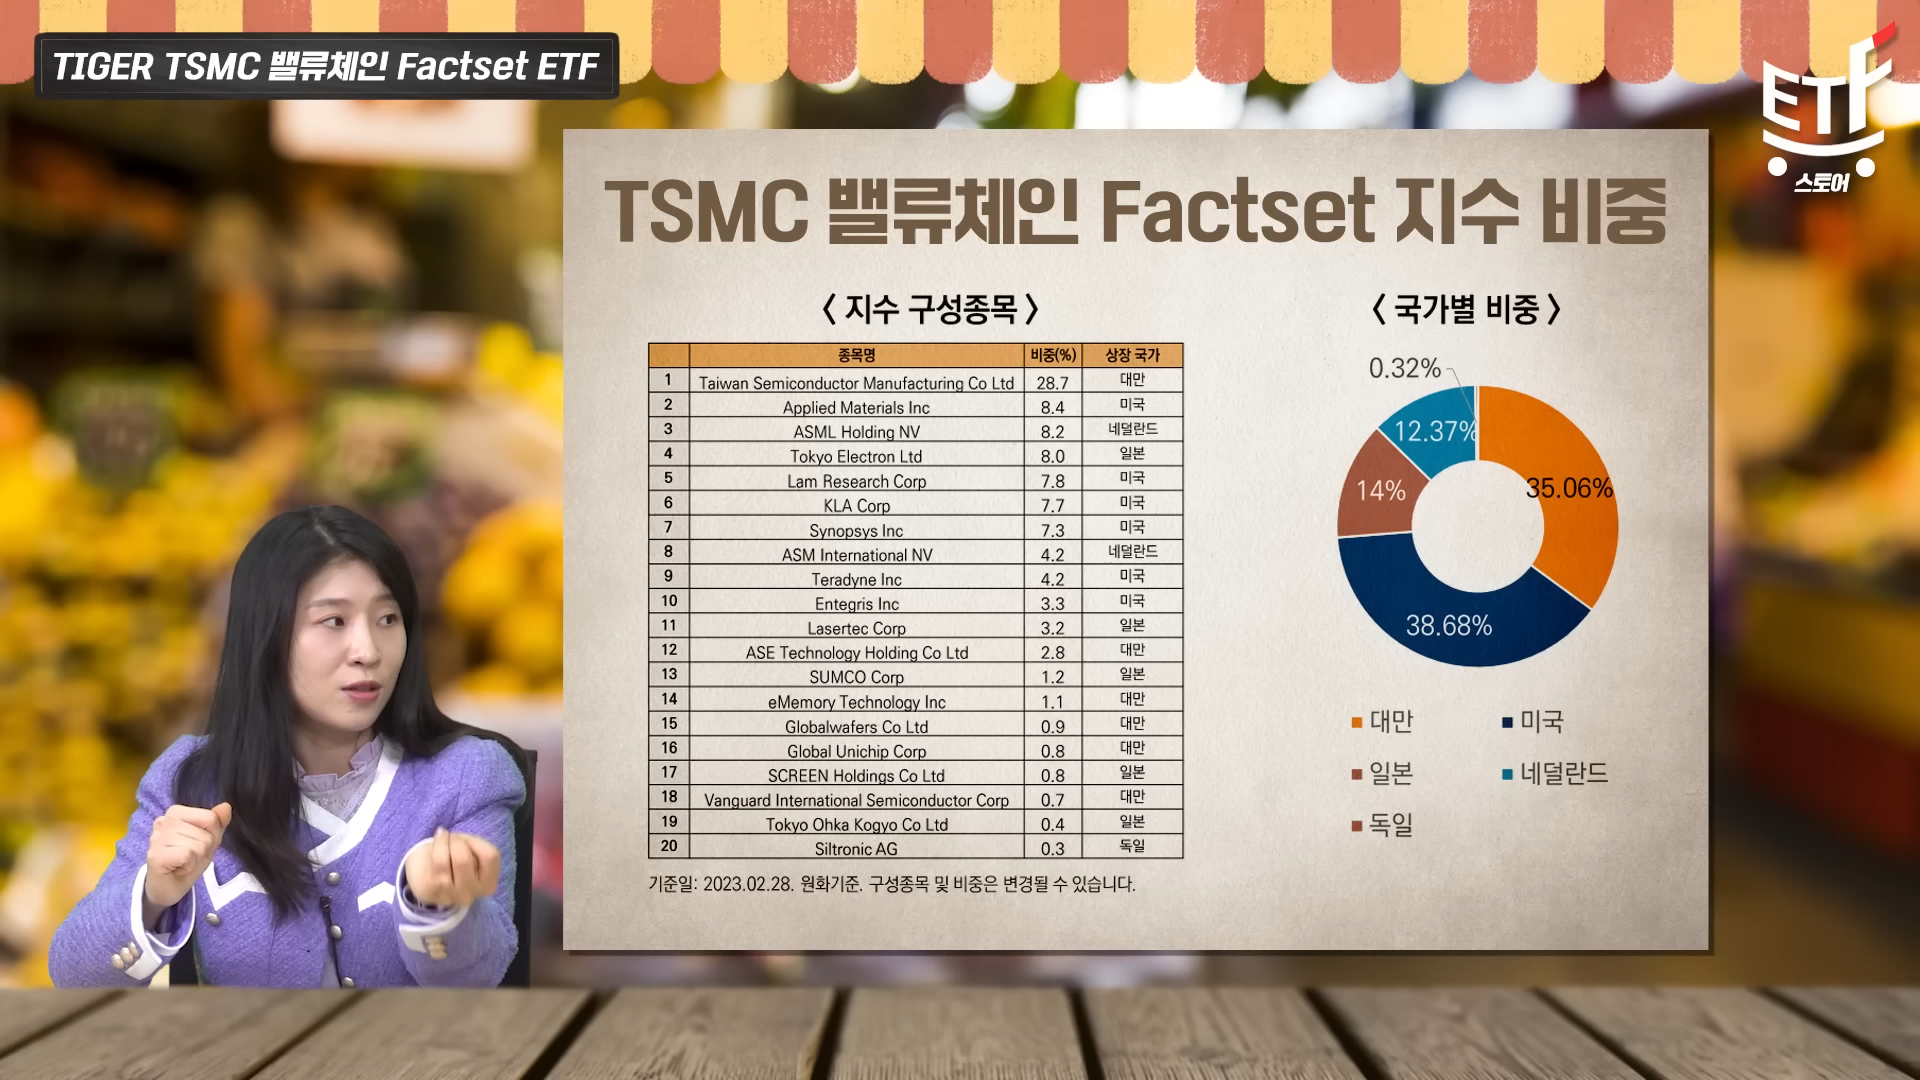 TIGER TSMC 밸류체인 Factset ETF
ETF
스토어
TSMC 밸류체인 Factset 지수 비중
〈 지수 구성종목 〉
종목명 비중(%) 상장 국가
1 Taiwan Semiconductor Manufacturing Co Ltd 28.7 대만
2 Applied Materials Inc 8.4 미국
3 ASML Holding NV 8.2 네덜란드
4 Tokyo Electron Ltd 8.0 일본
5 Lam Research Corp 7.8 미국
6 KLA Corp 7.7 미국
7 Synopsys Inc 7.3 미국
8 ASM International NV 4.2 네덜란드
9 Teradyne Inc 4.2 미국
10 Entegris Inc 3.3 미국
11 Lasertec Corp 3.2 일본
12 ASE Technology Holding Co Ltd 2.8 대만
13 SUMCO Corp 1.2 일본
14 eMemory Technology Inc 1.1 대만
15 Globalwafers Co Ltd 0.9 대만
16 Global Unichip Corp 0.8 대만
17 SCREEN Holdings Co Ltd 0.8 일본
18 Vanguard International Semiconductor Corp 0.7 대만
19 Tokyo Ohka Kogyo Co Ltd 0.4 일본
20 Siltronic AG 0.3 독일
기준일: 2023.02.28. 원화기준. 구성종목 및 비중은 변경될 수 있습니다.
〈 국가별 비중 〉
0.32%
12.37%
14%
35.06%
38.68%
대만 미국
일본 네덜란드
독일